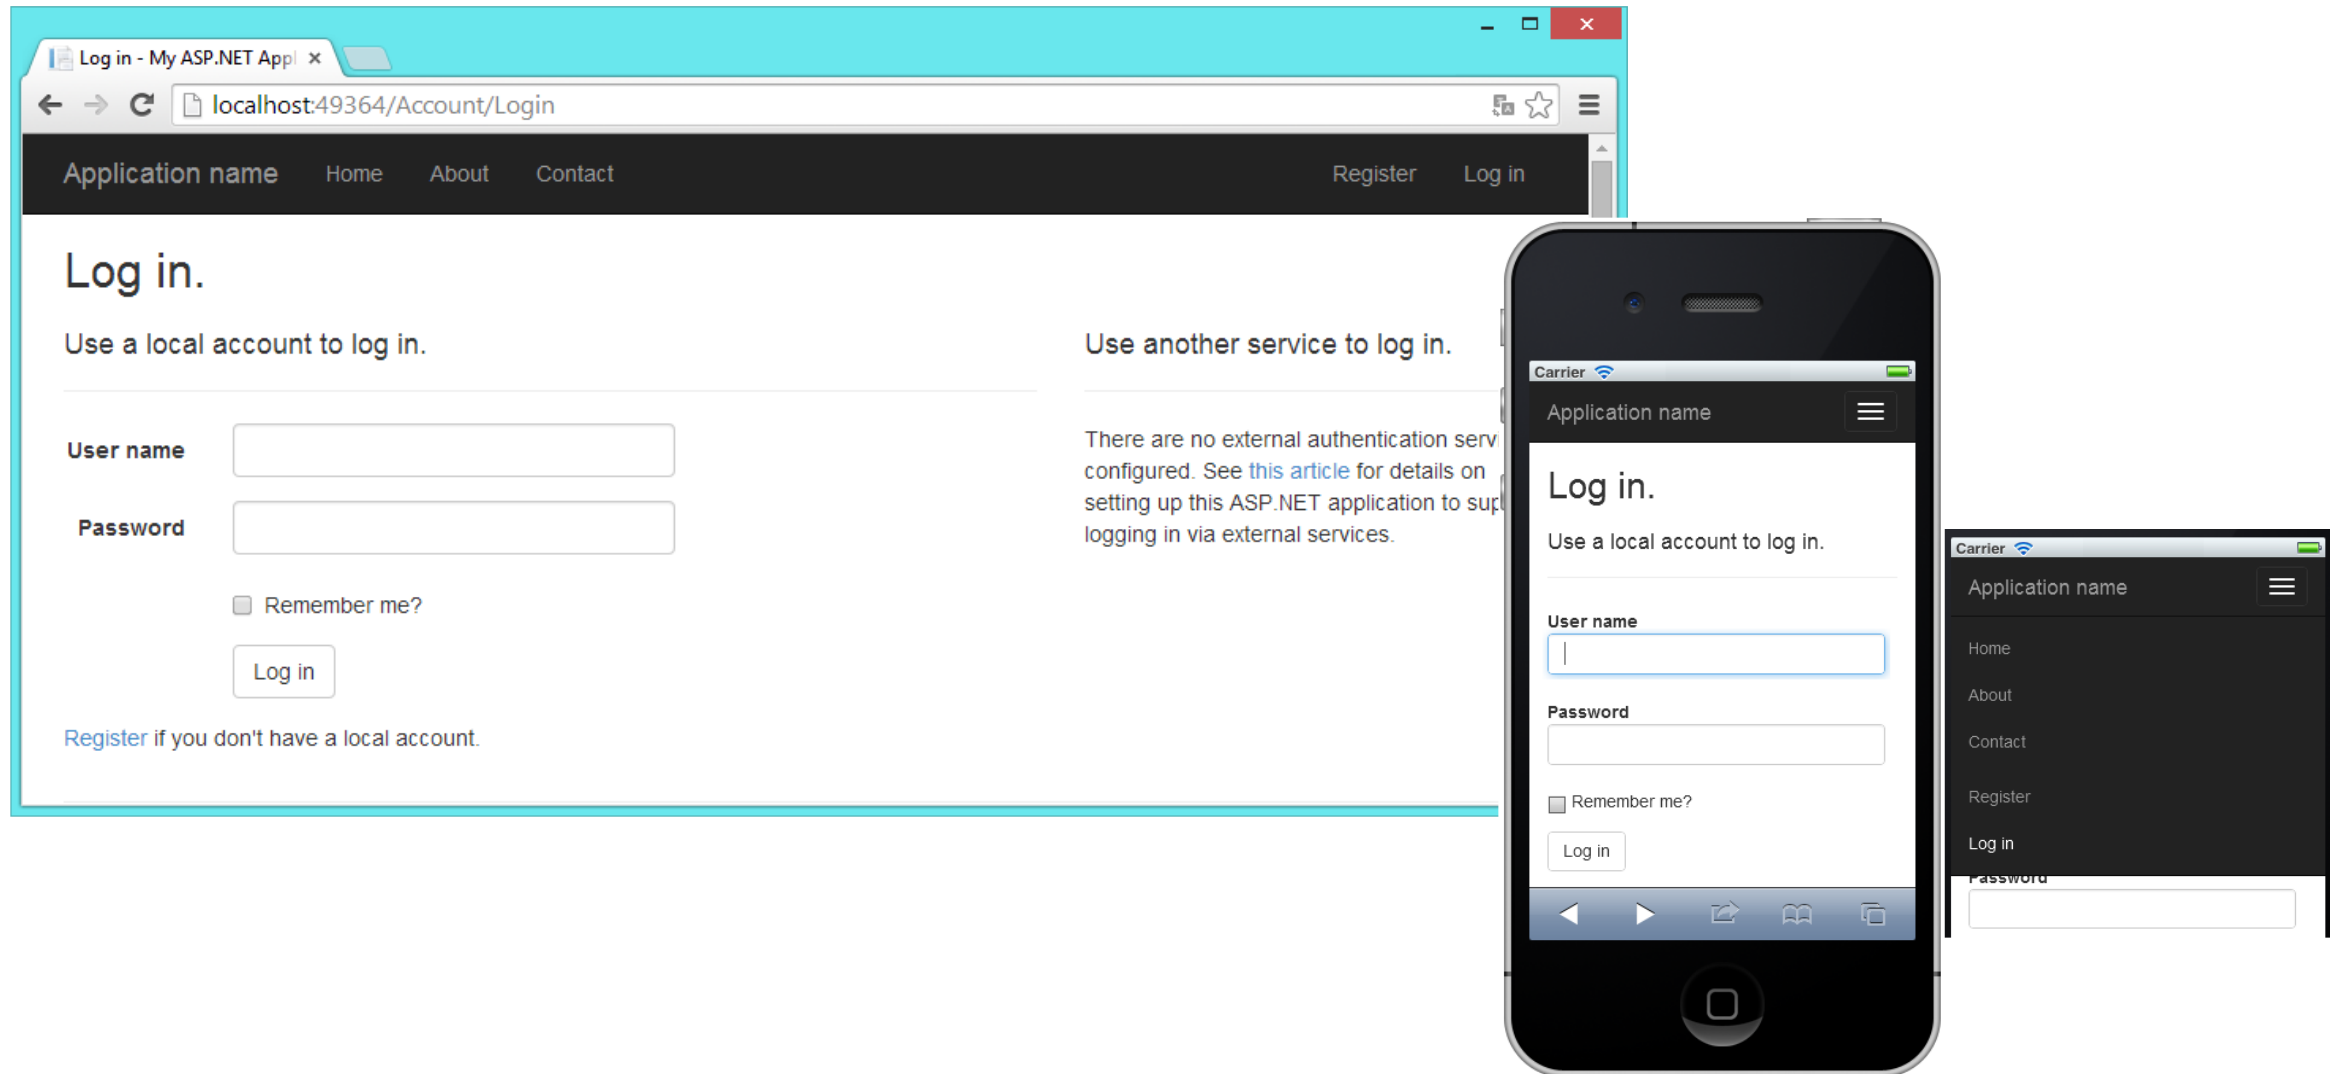 Log in - My ASP.NET Appl
localhost:49364/Account/Login
Application name Home About Contact Register Log in
Log in.
Use a local account to log in.
User name
Password
Remember me?
Log in
Register if you don't have a local account.
Use another service to log in.
There are no external authentication servi
configured. See this article for details on
setting up this ASP.NET application to sup
logging in via external services.
Carrier
Application name
Log in.
Use a local account to log in.
User name
Password
Remember me?
Log in
Carrier
Application name
Home
About
Contact
Register
Log in
Password